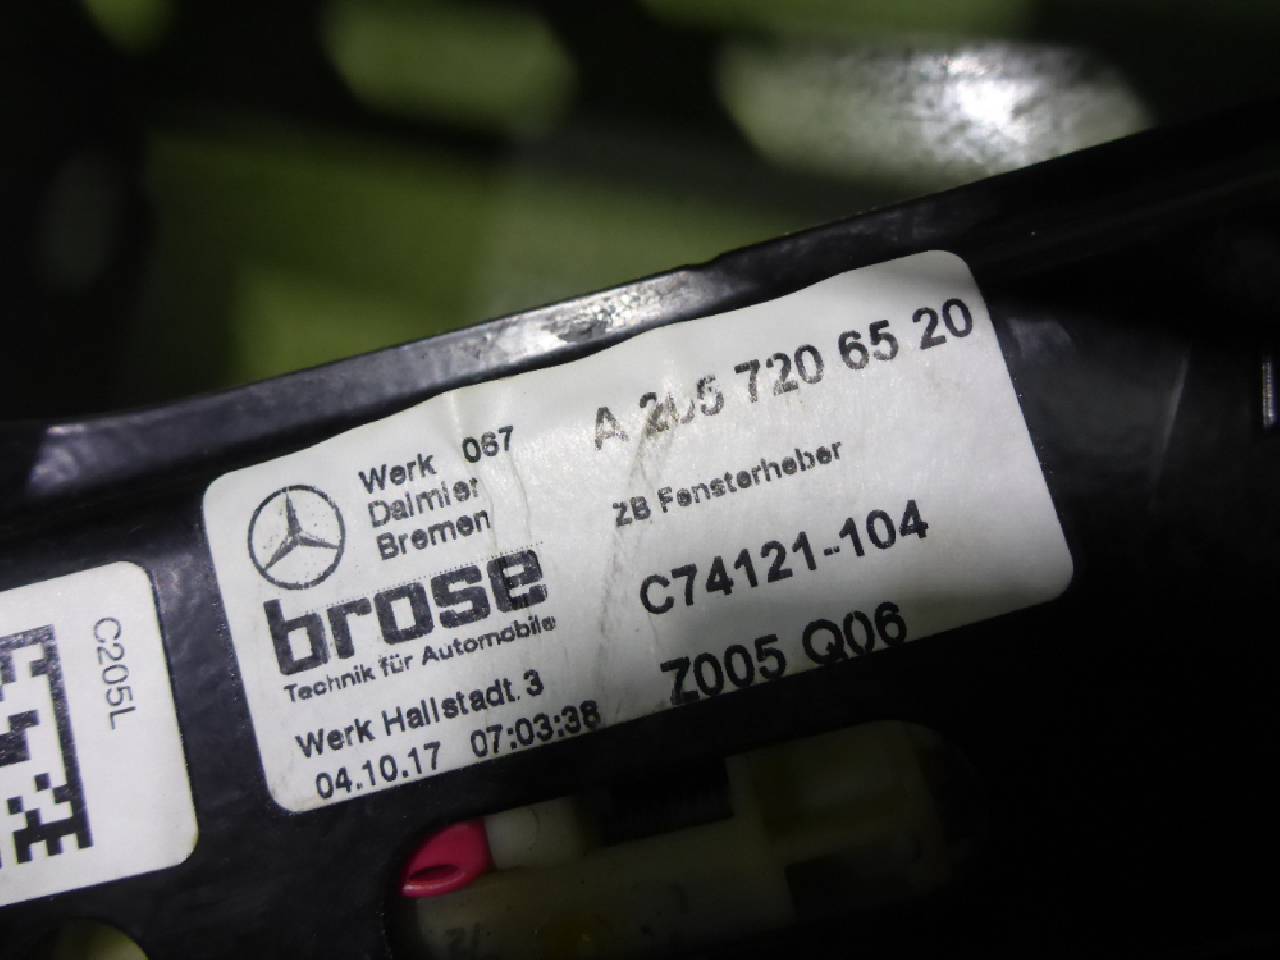 A 205 720 65 20
Werk 067
Daimler
Bremen
ZB Fensterheber
brose
Technik für Automobile
C74121-104
Z005 Q06
Werk Hallstadt.3
04.10.17 07:03:38
C205L